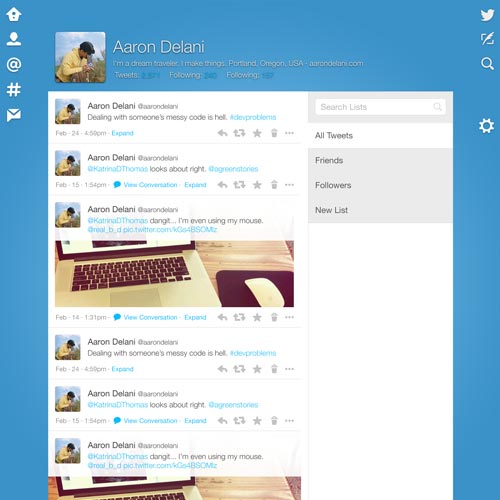 Aaron Delani
I'm a dream traveler. I make things. Portland, Oregon, USA · aarondelani.com
Tweets: 2,571 Following: Following:
Search Lists
All Tweets
Friends
Followers
New List
Aaron Delani @aarondelani
Dealing with someone's messy code is hell. #devproblems
Feb · 24 · 4:59pm · Expand
Aaron Delani @aarondelani
@KatrinaDThomas looks about right. @agreenstones
Feb · 15 · 1:54pm · View Conversation · Expand
Aaron Delani @aarondelani
@KatrinaDThomas dangit... I'm even using my mouse.
@real_b_d pic.twitter.com/kGs4BSOMlz
Feb · 14 · 1:31pm · View Conversation · Expand
Aaron Delani @aarondelani
Dealing with someone's messy code is hell. #devproblems
Feb · 24 · 4:59pm · Expand
Aaron Delani @aarondelani
@KatrinaDThomas looks about right. @agreenstones
Feb · 15 · 1:54pm · View Conversation · Expand
Aaron Delani @aarondelani
@KatrinaDThomas dangit... I'm even using my mouse.
@real_b_d pic.twitter.com/kGs4BSOMlz